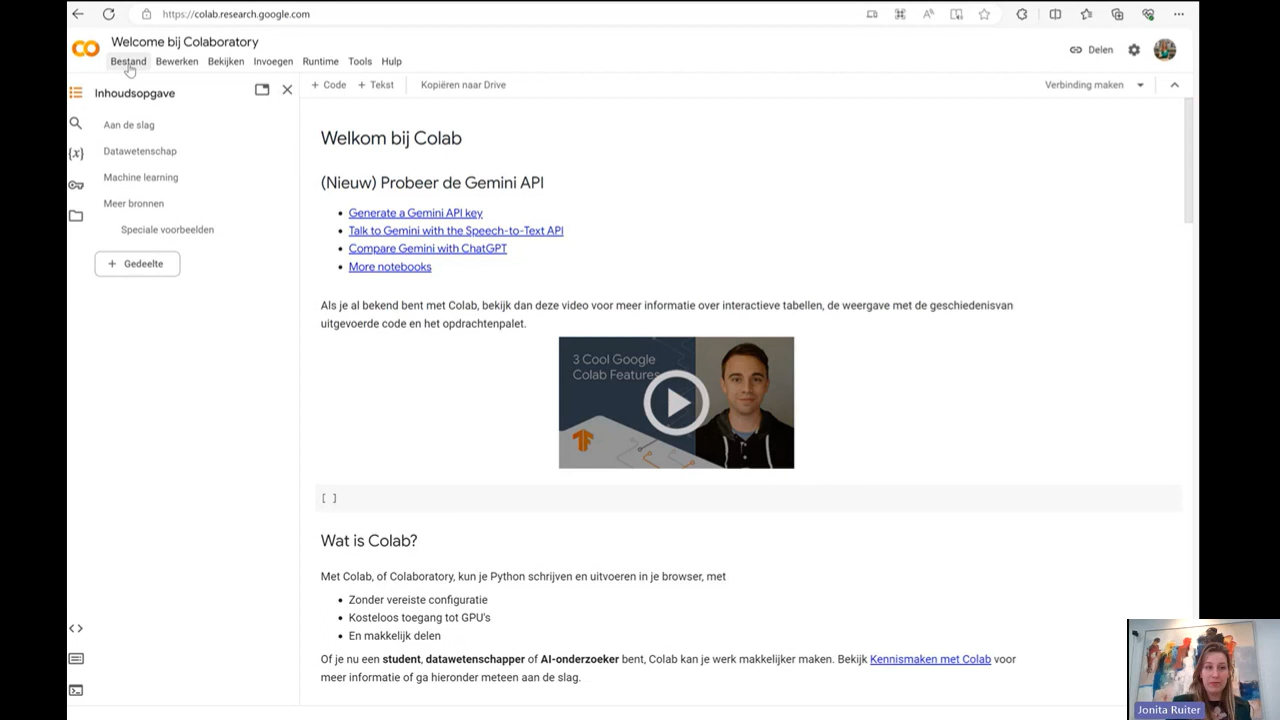 https://colab.research.google.com
Welcome bij Colaboratory
Bestand Bewerken Bekijken Invoegen Runtime Tools Hulp
Delen
Inhoudsopgave
+ Code + Tekst Kopiëren naar Drive
Verbinding maken
Aan de slag
Datawetenschap
Machine learning
Meer bronnen
Speciale voorbeelden
+ Gedeelte
Welkom bij Colab
(Nieuw) Probeer de Gemini API
• Generate a Gemini API key
• Talk to Gemini with the Speech-to-Text API
• Compare Gemini with ChatGPT
• More notebooks
Als je al bekend bent met Colab, bekijk dan deze video voor meer informatie over interactieve tabellen, de weergave met de geschiedenisvan
uitgevoerde code en het opdrachtenpalet.
3 Cool Google
Colab Features
[ ]
Wat is Colab?
Met Colab, of Colaboratory, kun je Python schrijven en uitvoeren in je browser, met
• Zonder vereiste configuratie
• Kosteloos toegang tot GPU's
• En makkelijk delen
Of je nu een student, datawetenschapper of AI-onderzoeker bent, Colab kan je werk makkelijker maken. Bekijk Kennismaken met Colab voor
meer informatie of ga hieronder meteen aan de slag.
Jonita Ruiter